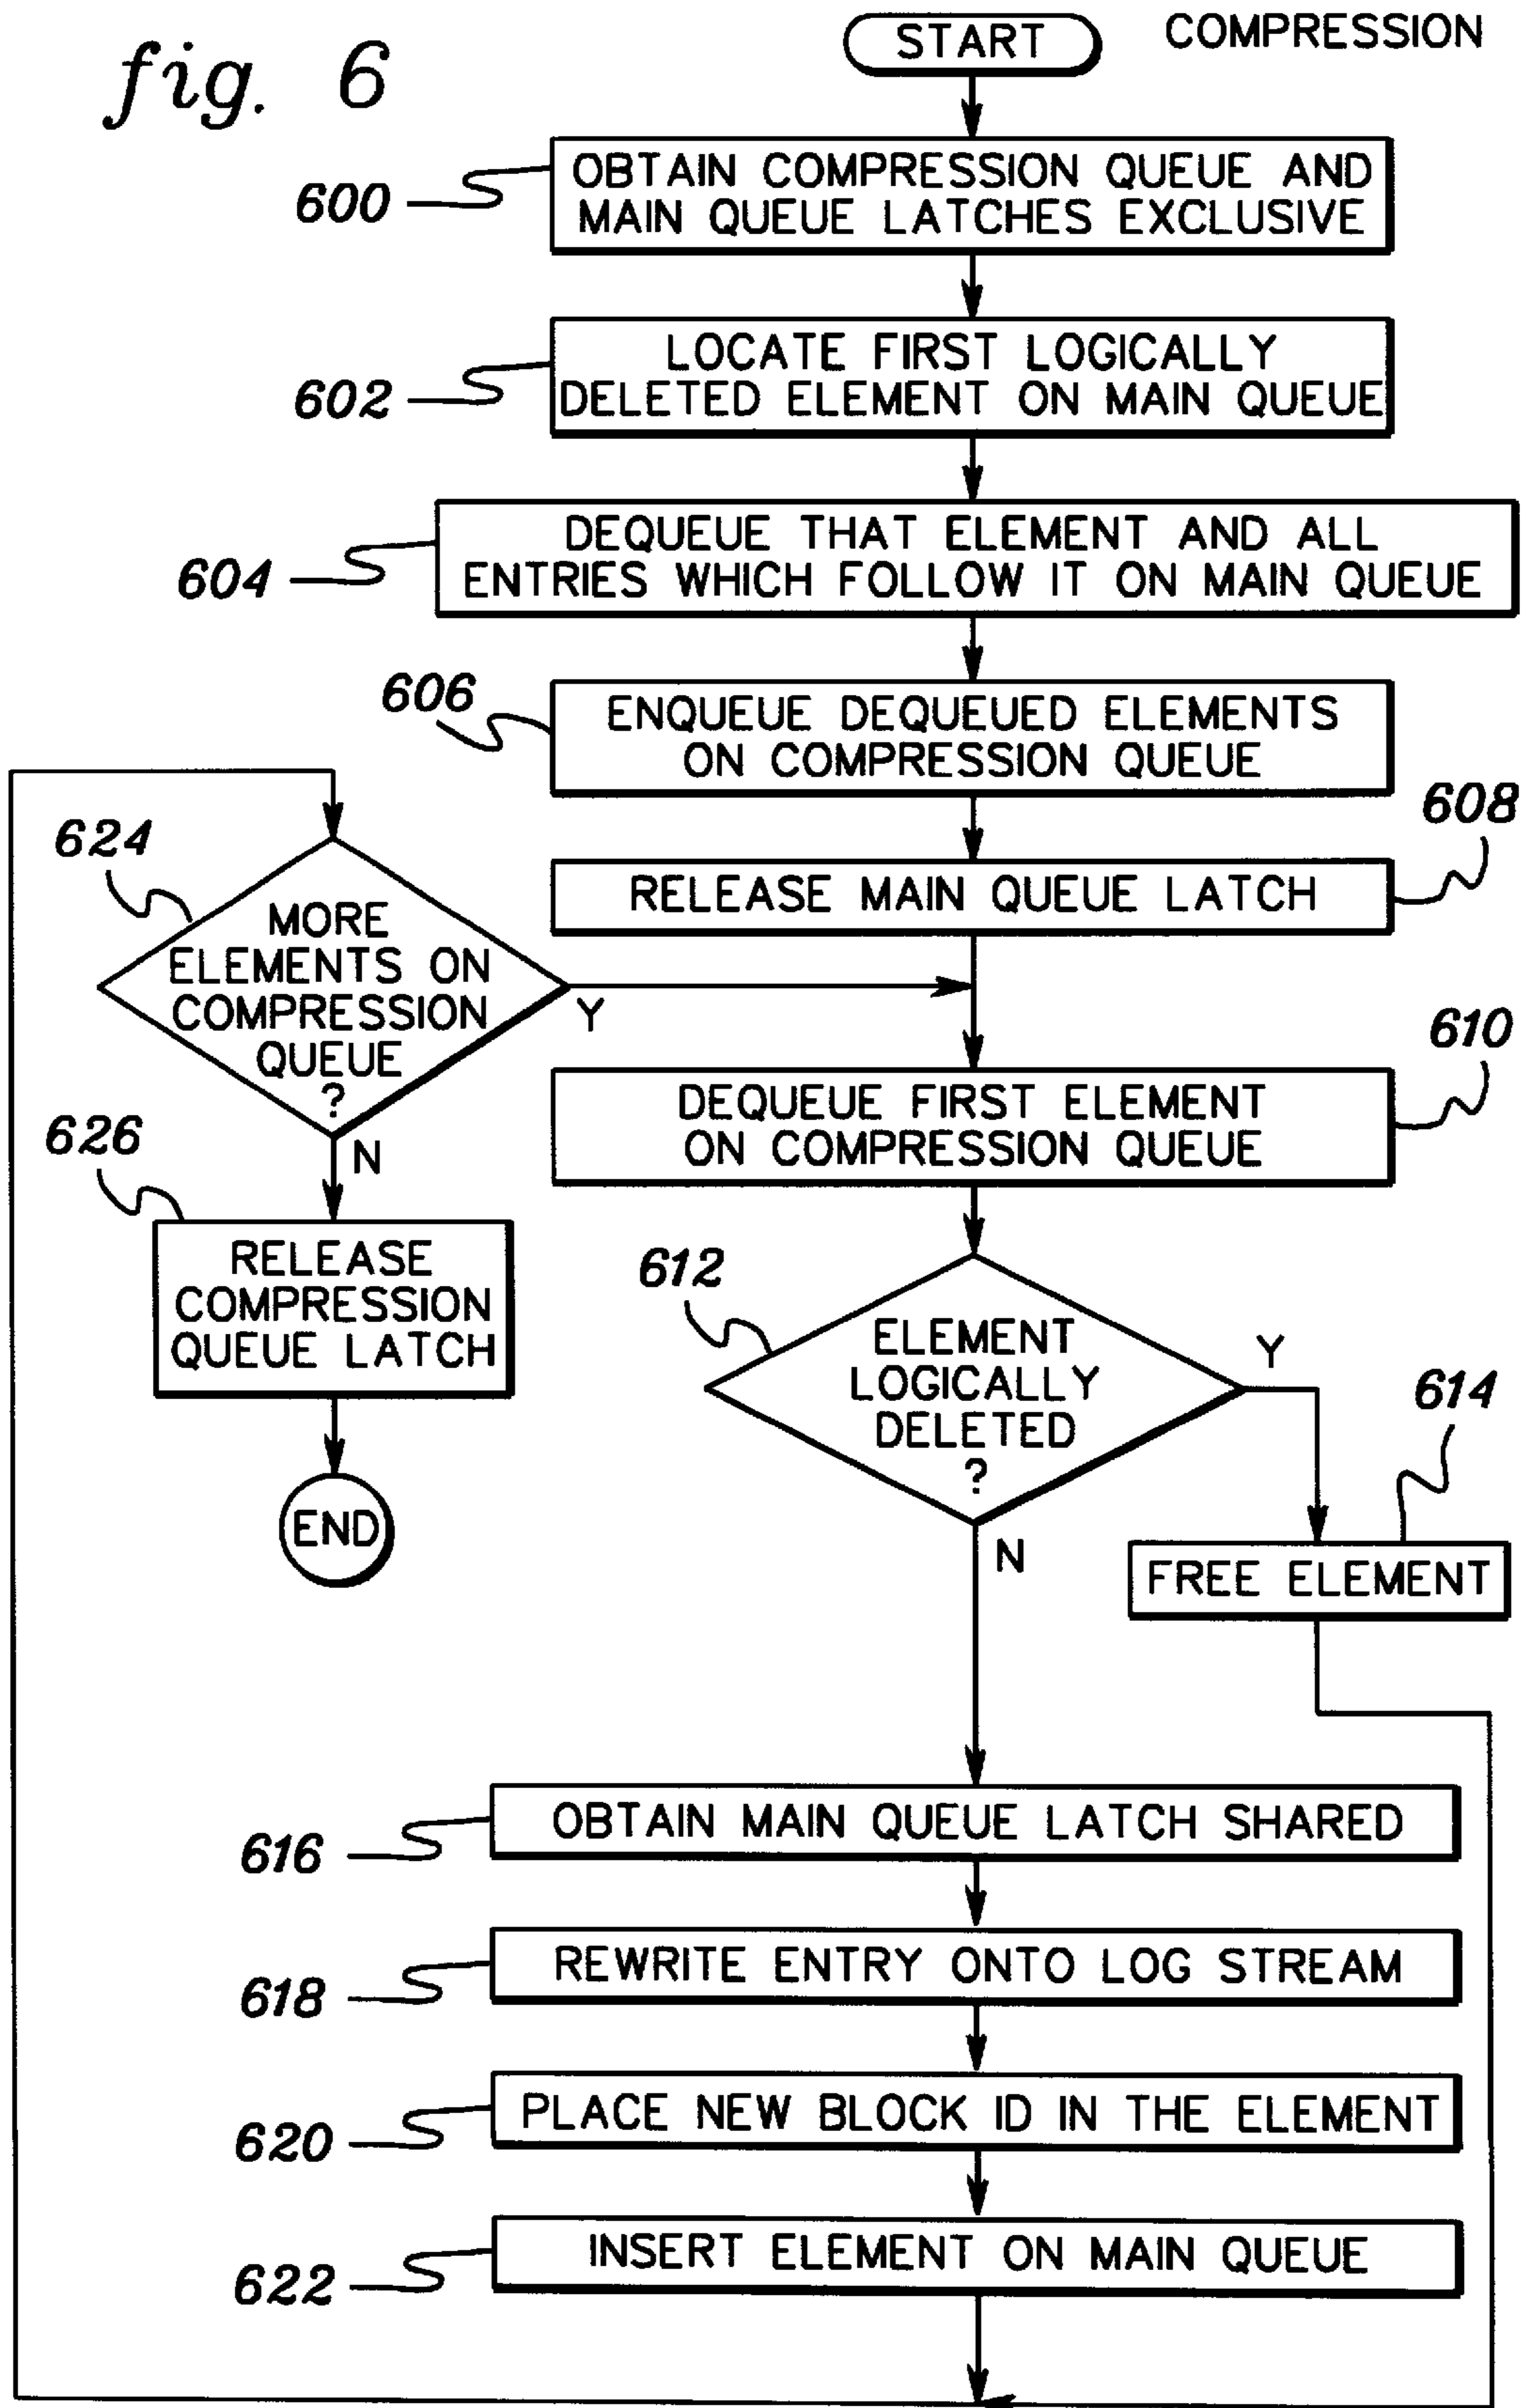 fig. 6
START
COMPRESSION
600
OBTAIN COMPRESSION QUEUE AND
MAIN QUEUE LATCHES EXCLUSIVE
602
LOCATE FIRST LOGICALLY
DELETED ELEMENT ON MAIN QUEUE
604
DEQUEUE THAT ELEMENT AND ALL
ENTRIES WHICH FOLLOW IT ON MAIN QUEUE
606
ENQUEUE DEQUEUED ELEMENTS
ON COMPRESSION QUEUE
608
RELEASE MAIN QUEUE LATCH
624
MORE
ELEMENTS ON
COMPRESSION
QUEUE
?
Y
N
610
DEQUEUE FIRST ELEMENT
ON COMPRESSION QUEUE
626
RELEASE
COMPRESSION
QUEUE LATCH
END
612
ELEMENT
LOGICALLY
DELETED
?
Y
N
614
FREE ELEMENT
616
OBTAIN MAIN QUEUE LATCH SHARED
618
REWRITE ENTRY ONTO LOG STREAM
620
PLACE NEW BLOCK ID IN THE ELEMENT
622
INSERT ELEMENT ON MAIN QUEUE